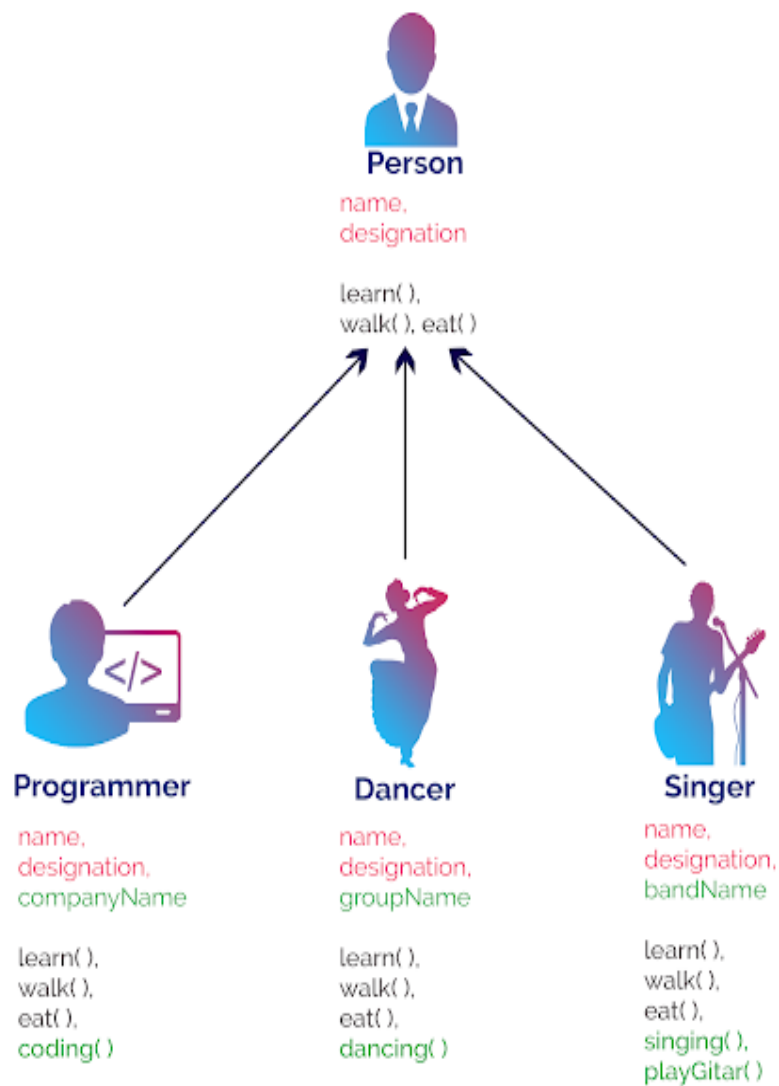 Person
name,
designation
learn( ),
walk( ), eat( )
</>
Programmer
name,
designation,
companyName
learn( ),
walk( ),
eat( ),
coding( )
Dancer
name,
designation,
groupName
learn( ),
walk( ),
eat( ),
dancing( )
Singer
name,
designation,
bandName
learn( ),
walk( ),
eat( ),
singing( ),
playGitar( )